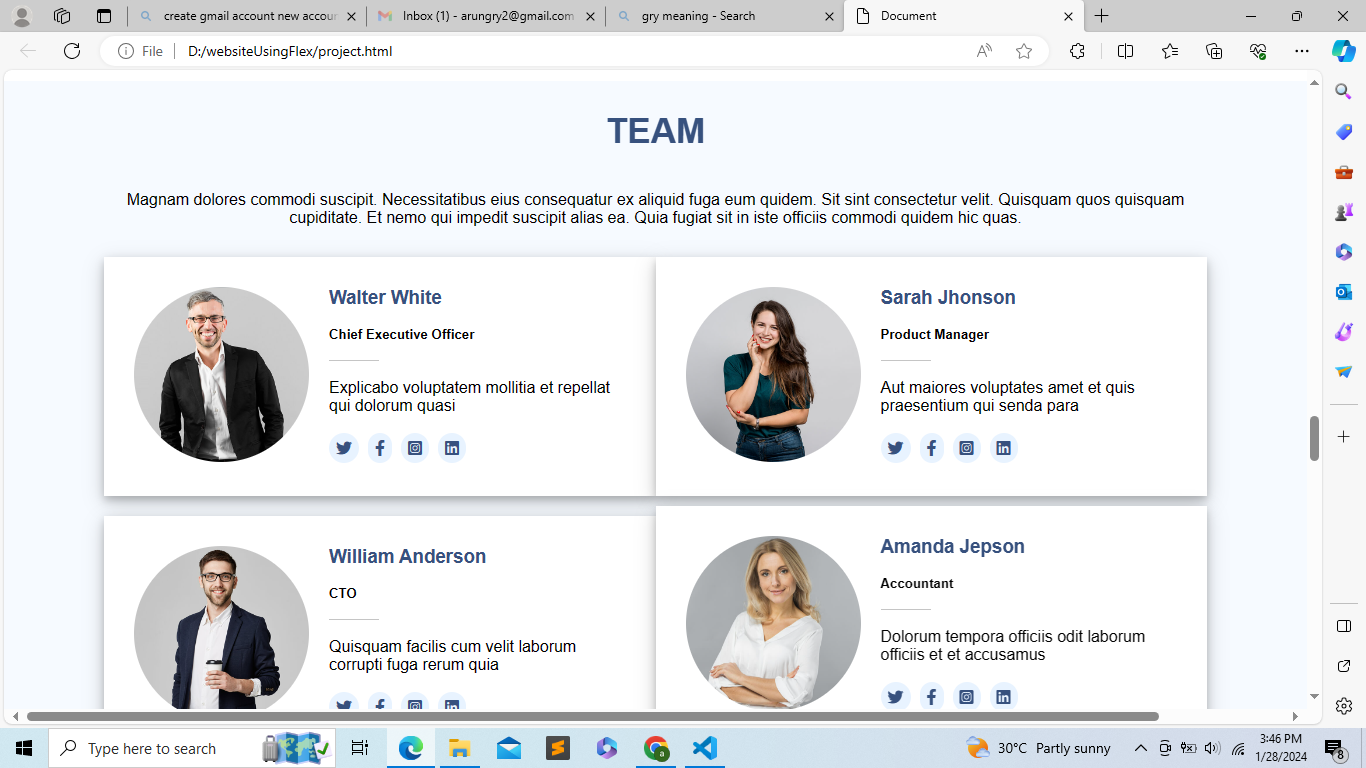 create gmail account new accour
Inbox (1) - arungry2@gmail.com
gry meaning - Search
Document
File
D:/websiteUsingFlex/project.html
TEAM
Magnam dolores commodi suscipit. Necessitatibus eius consequatur ex aliquid fuga eum quidem. Sit sint consectetur velit. Quisquam quos quisquam
cupiditate. Et nemo qui impedit suscipit alias ea. Quia fugiat sit in iste officiis commodi quidem hic quas.
Walter White
Chief Executive Officer
Explicabo voluptatem mollitia et repellat
qui dolorum quasi
Sarah Jhonson
Product Manager
Aut maiores voluptates amet et quis
praesentium qui senda para
William Anderson
CTO
Quisquam facilis cum velit laborum
corrupti fuga rerum quia
Amanda Jepson
Accountant
Dolorum tempora officiis odit laborum
officiis et et accusamus
Type here to search
a
30°C Partly sunny
3:46 PM
1/28/2024
8